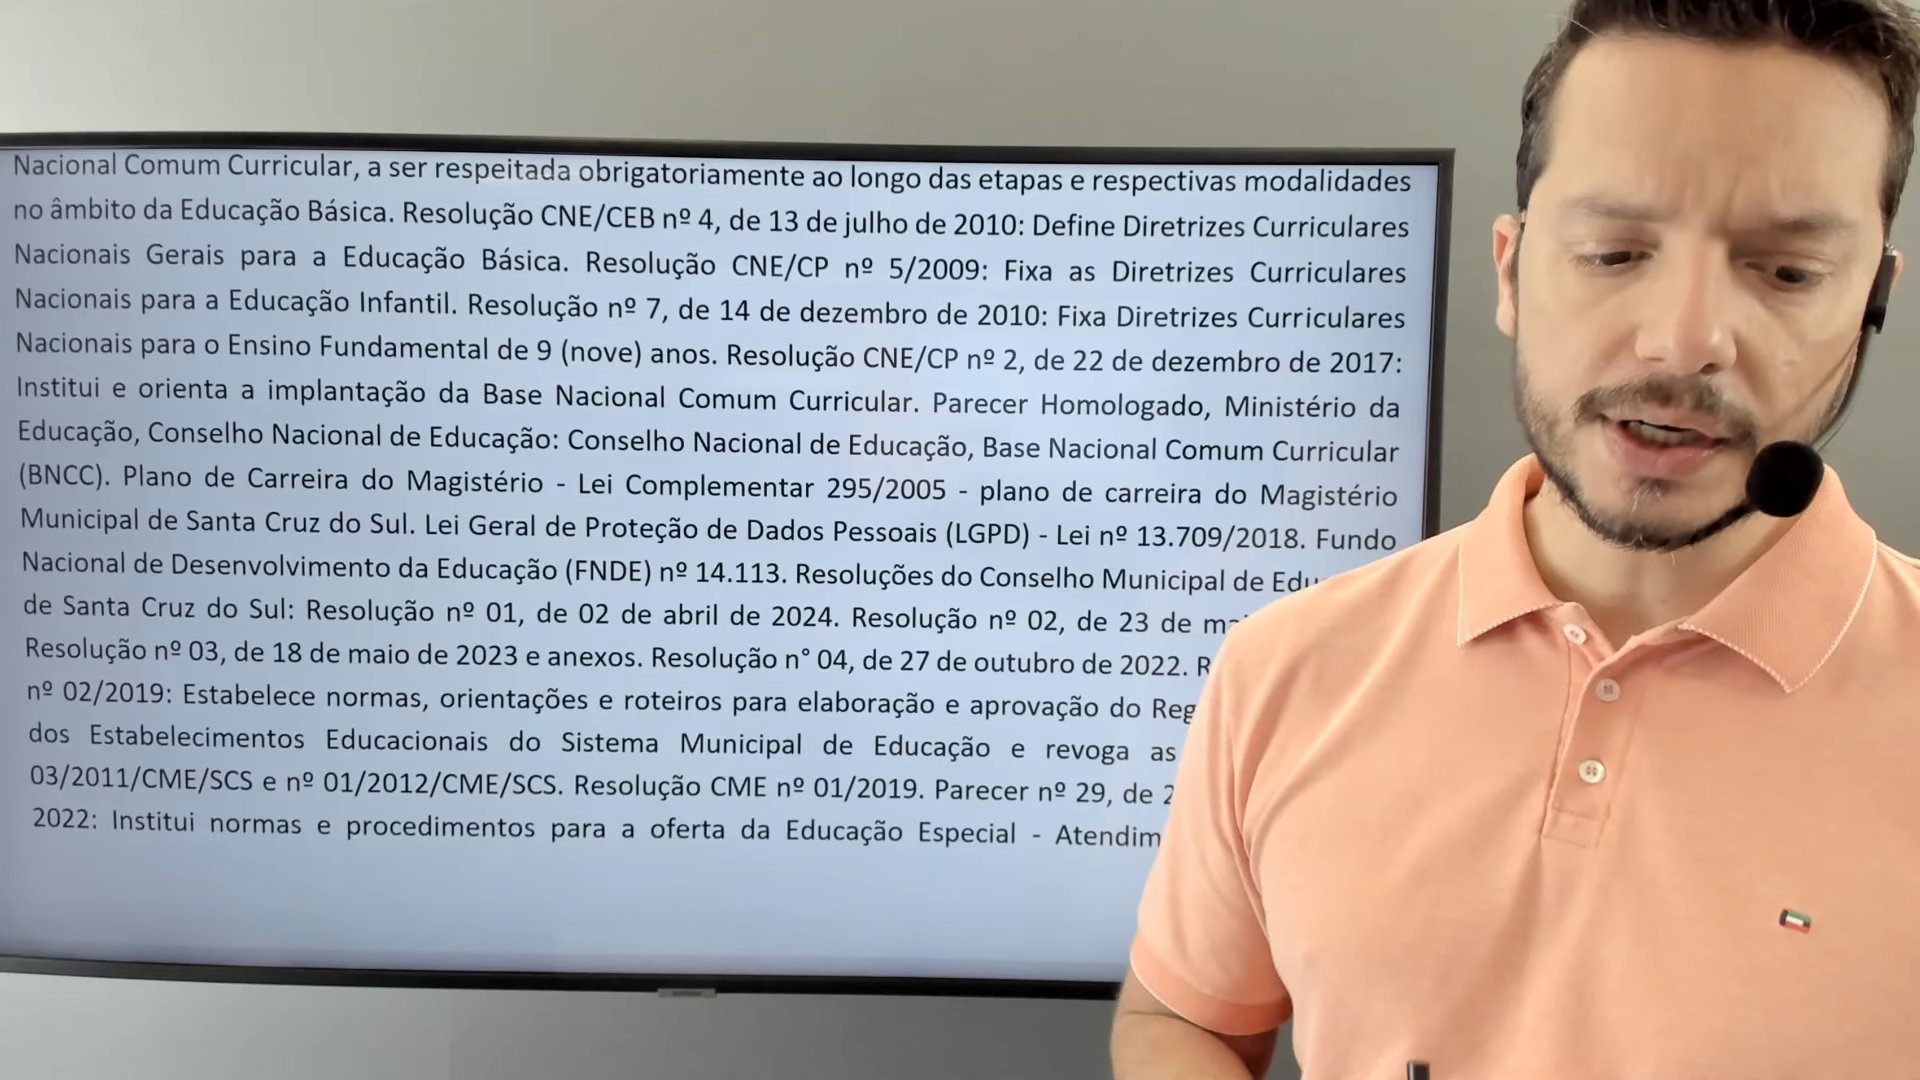 Nacional Comum Curricular, a ser respeitada obrigatoriamente ao longo das etapas e respectivas modalidades
no âmbito da Educação Básica. Resolução CNE/CEB nº 4, de 13 de julho de 2010: Define Diretrizes Curriculares
Nacionais Gerais para a Educação Básica. Resolução CNE/CP nº 5/2009: Fixa as Diretrizes Curriculares
Nacionais para a Educação Infantil. Resolução nº 7, de 14 de dezembro de 2010: Fixa Diretrizes Curriculares
Nacionais para o Ensino Fundamental de 9 (nove) anos. Resolução CNE/CP nº 2, de 22 de dezembro de 2017:
Institui e orienta a implantação da Base Nacional Comum Curricular. Parecer Homologado, Ministério da
Educação, Conselho Nacional de Educação: Conselho Nacional de Educação, Base Nacional Comum Curricular
(BNCC). Plano de Carreira do Magistério - Lei Complementar 295/2005 - plano de carreira do Magistério
Municipal de Santa Cruz do Sul. Lei Geral de Proteção de Dados Pessoais (LGPD) - Lei nº 13.709/2018. Fundo
Nacional de Desenvolvimento da Educação (FNDE) nº 14.113. Resoluções do Conselho Municipal de
de Santa Cruz do Sul: Resolução nº 01, de 02 de abril de 2024. Resolução nº 02, de 23 de
Resolução nº 03, de 18 de maio de 2023 e anexos. Resolução n° 04, de 27 de outubro de 2022.
nº 02/2019: Estabelece normas, orientações e roteiros para elaboração e aprovação do
dos Estabelecimentos Educacionais do Sistema Municipal de Educação e revoga as
03/2011/CME/SCS e nº 01/2012/CME/SCS. Resolução CME nº 01/2019. Parecer nº 29, de
2022: Institui normas e procedimentos para a oferta da Educação Especial -